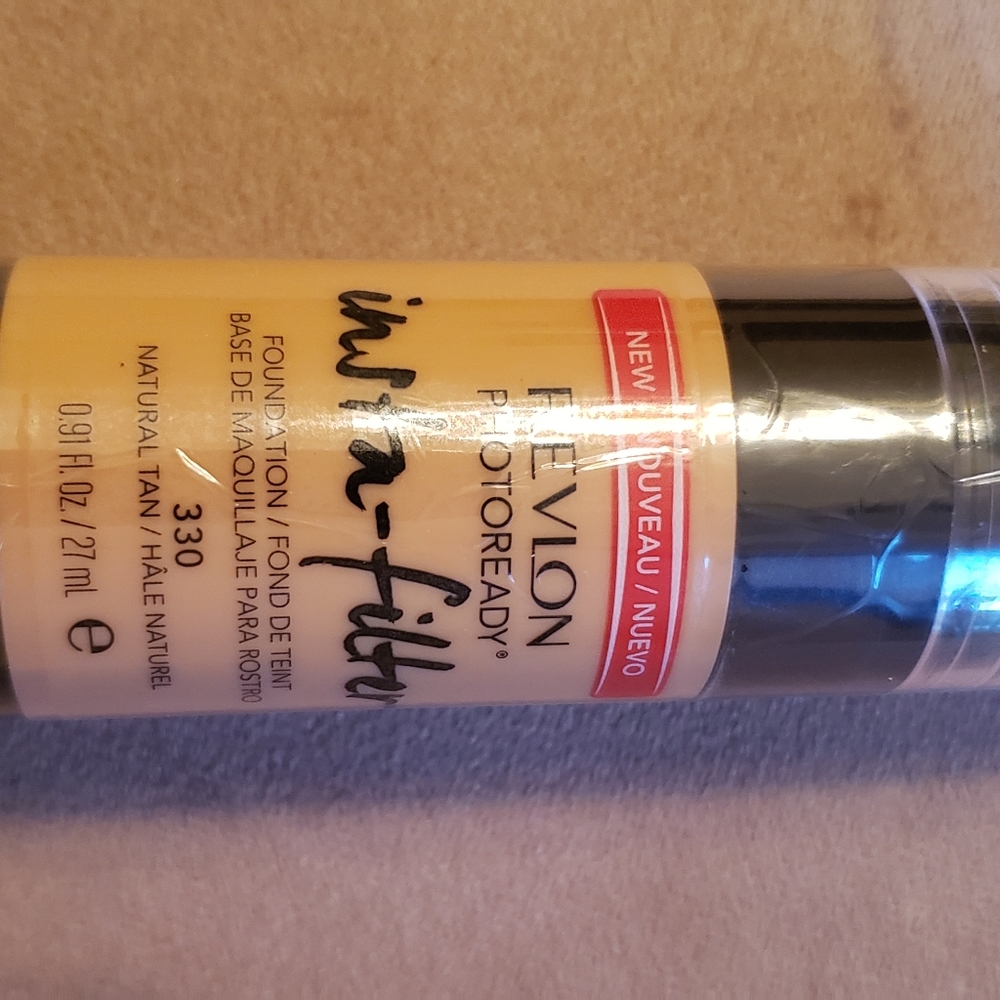 NEW / NOUVEAU / NUEVO
REVLON
PHOTOREADY®
insta-filter
FOUNDATION / FOND DE TEINT
BASE DE MAQUILLAJE PARA ROSTRO
330
NATURAL TAN / HÂLE NATUREL
0.91 Fl. Oz. / 27 mL e